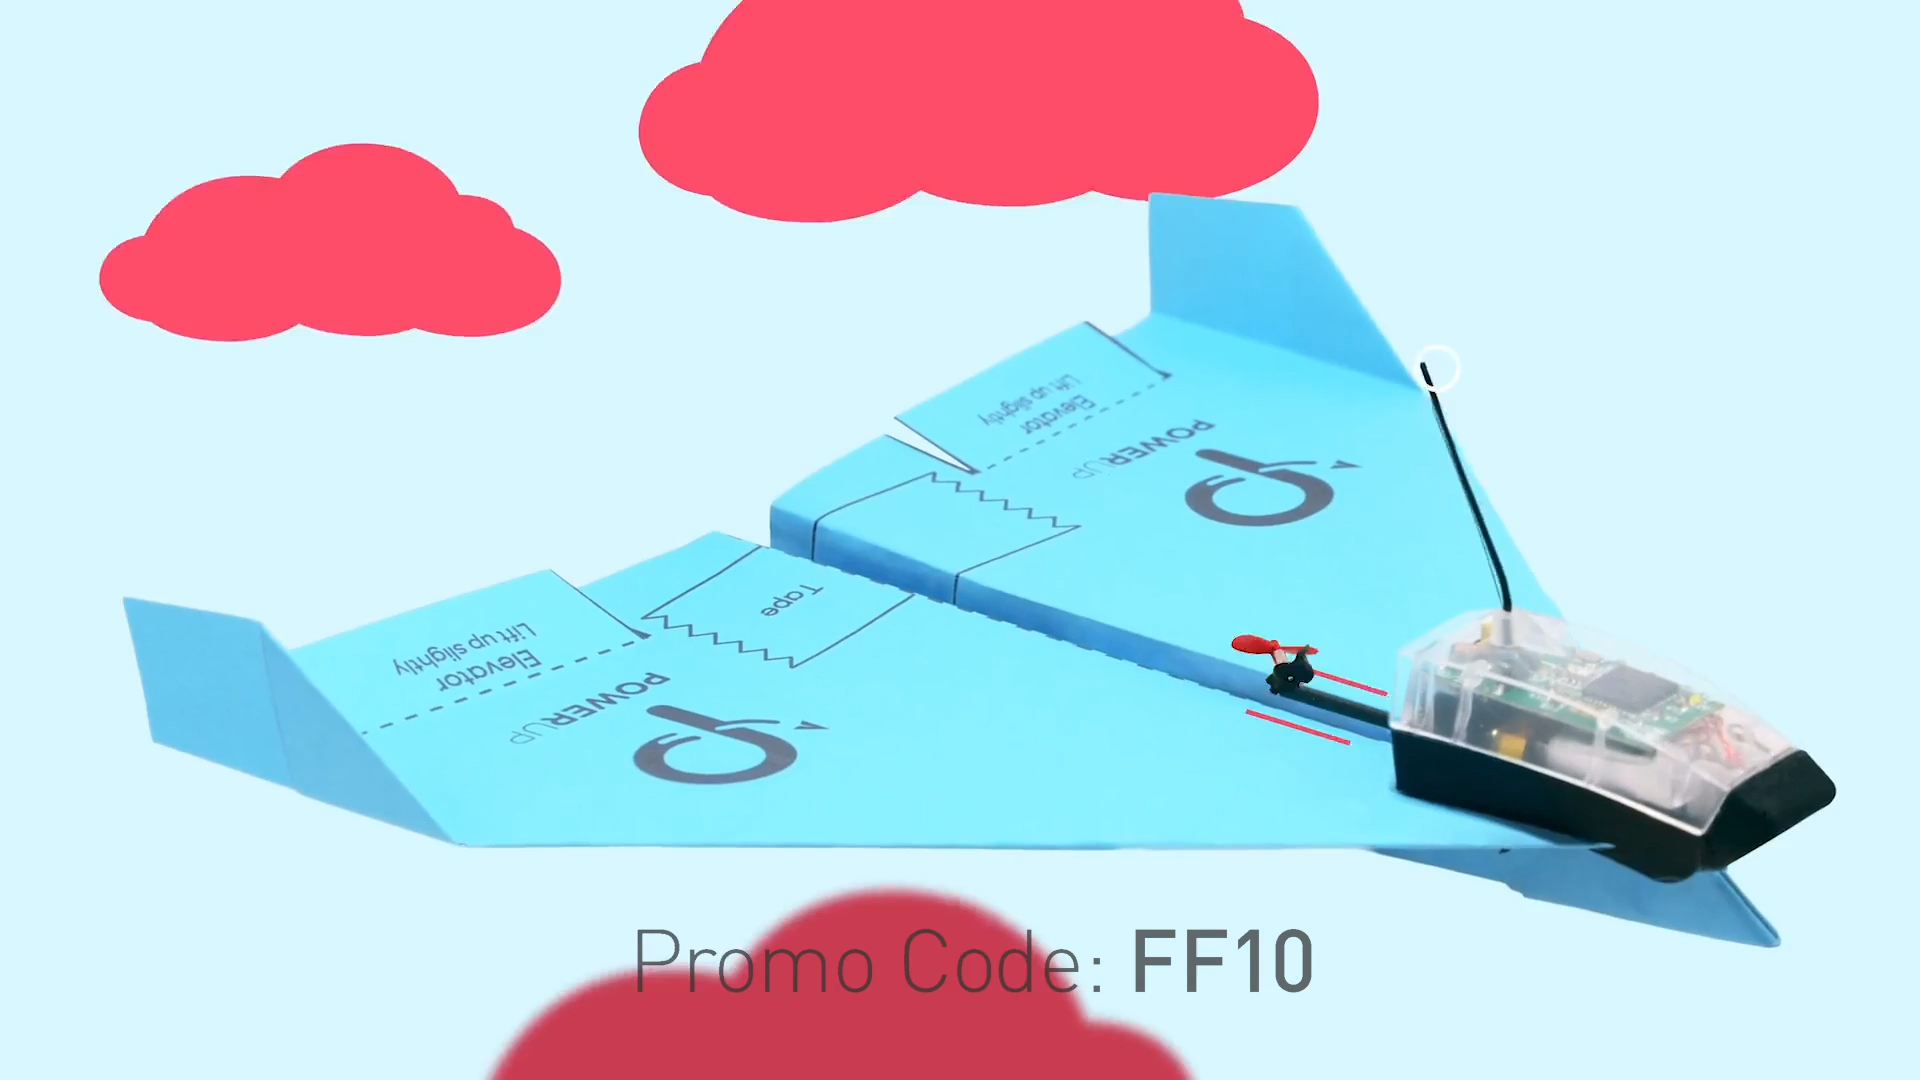 Lift up slightly
Elevator
POWERUP
Tape
Lift up slightly
Elevator
POWERUP
Promo Code: FF10